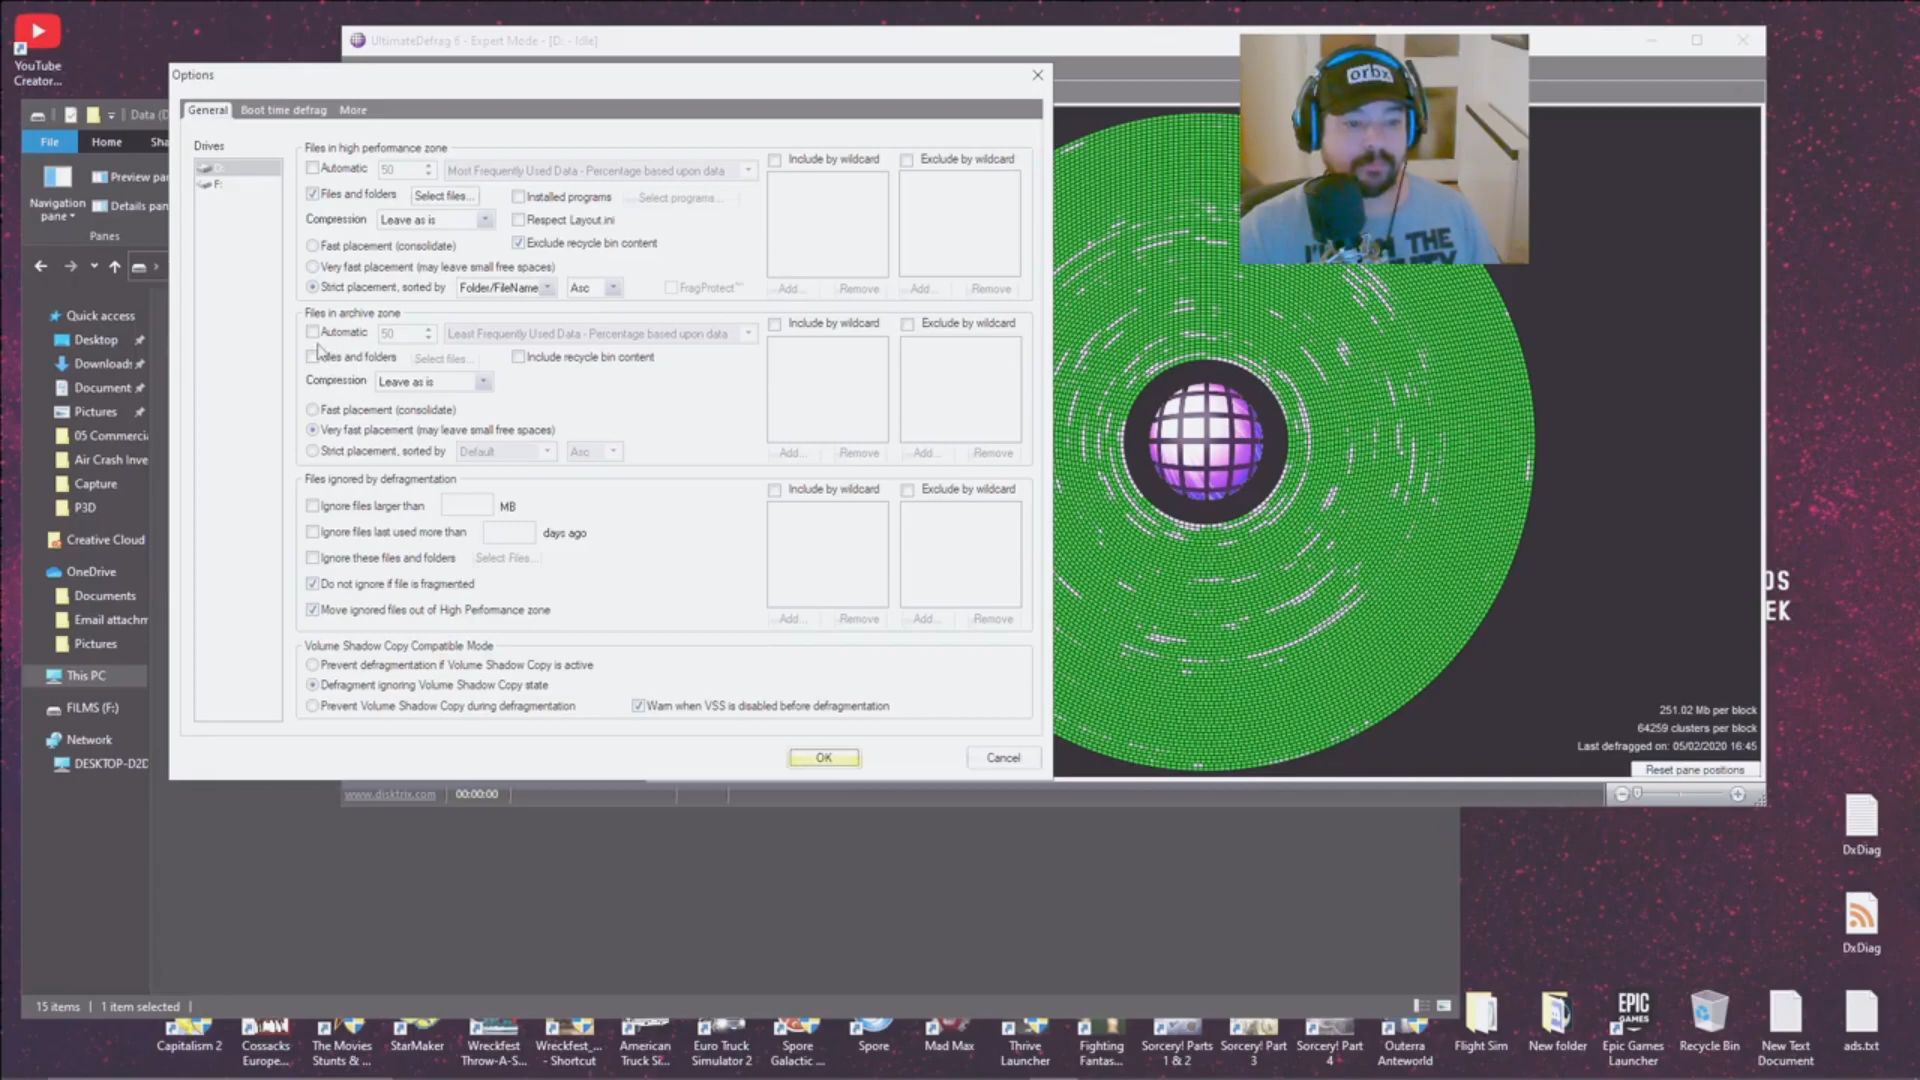 YouTube
Creator...
UltimateDefrag 6 - Expert Mode - [D: - Idle]
orbx
I'M IN THE
Data (D
File
Home
Sha
Preview pa
Navigation
pane
Details pan
Panes
Quick access
Desktop
Download
Document
Pictures
05 Commerci
Air Crash Inve
Capture
P3D
Creative Cloud
OneDrive
Documents
Email attachm
Pictures
This PC
FILMS (F:)
Network
DESKTOP-D2D
15 items
1 item selected
Options
General
Boot time defrag
More
Drives
D:
F:
Files in high performance zone
Automatic
50
Most Frequently Used Data - Percentage based upon data
Files and folders
Select files...
Installed programs
Select programs...
Compression
Leave as is
Respect Layout.ini
Fast placement (consolidate)
Exclude recycle bin content
Very fast placement (may leave small free spaces)
Strict placement, sorted by
Folder/FileName
Asc
FragProtect™
Include by wildcard
Exclude by wildcard
Add...
Remove
Add...
Remove
Files in archive zone
Automatic
50
Least Frequently Used Data - Percentage based upon data
Files and folders
Select files...
Include recycle bin content
Compression
Leave as is
Fast placement (consolidate)
Very fast placement (may leave small free spaces)
Strict placement, sorted by
Default
Asc
Include by wildcard
Exclude by wildcard
Add...
Remove
Add...
Remove
Files ignored by defragmentation
Ignore files larger than
MB
Ignore files last used more than
days ago
Ignore these files and folders
Select Files...
Do not ignore if file is fragmented
Move ignored files out of High Performance zone
Include by wildcard
Exclude by wildcard
Add...
Remove
Add...
Remove
Volume Shadow Copy Compatible Mode
Prevent defragmentation if Volume Shadow Copy is active
Defragment ignoring Volume Shadow Copy state
Prevent Volume Shadow Copy during defragmentation
Warn when VSS is disabled before defragmentation
OK
Cancel
251.02 Mb per block
64259 clusters per block
Last defragged on: 05/02/2020 16:45
Reset pane positions
www.disktrix.com
00:00:00
DS
EK
DxDiag
DxDiag
Capitalism 2
Cossacks
Europe...
The Movies
Stunts & ...
StarMaker
Wreckfest
Throw-A-S...
Wreckfest_...
- Shortcut
American
Truck Si...
Euro Truck
Simulator 2
Spore
Galactic ...
Spore
Mad Max
Thrive
Launcher
Fighting
Fantas...
Sorcery! Parts
1 & 2
Sorcery! Part
3
Sorcery! Part
4
Outerra
Anteworld
Flight Sim
New folder
EPIC
GAMES
Epic Games
Launcher
Recycle Bin
New Text
Document
ads.txt